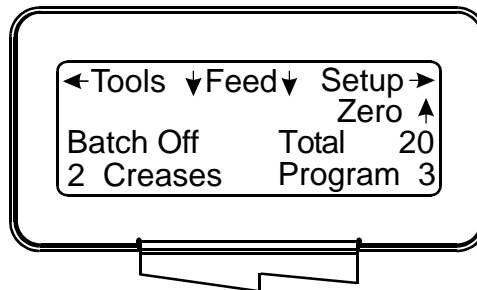 ←Tools ↓Feed↓ Setup→
Zero ↑
Batch Off Total 20
2 Creases Program 3